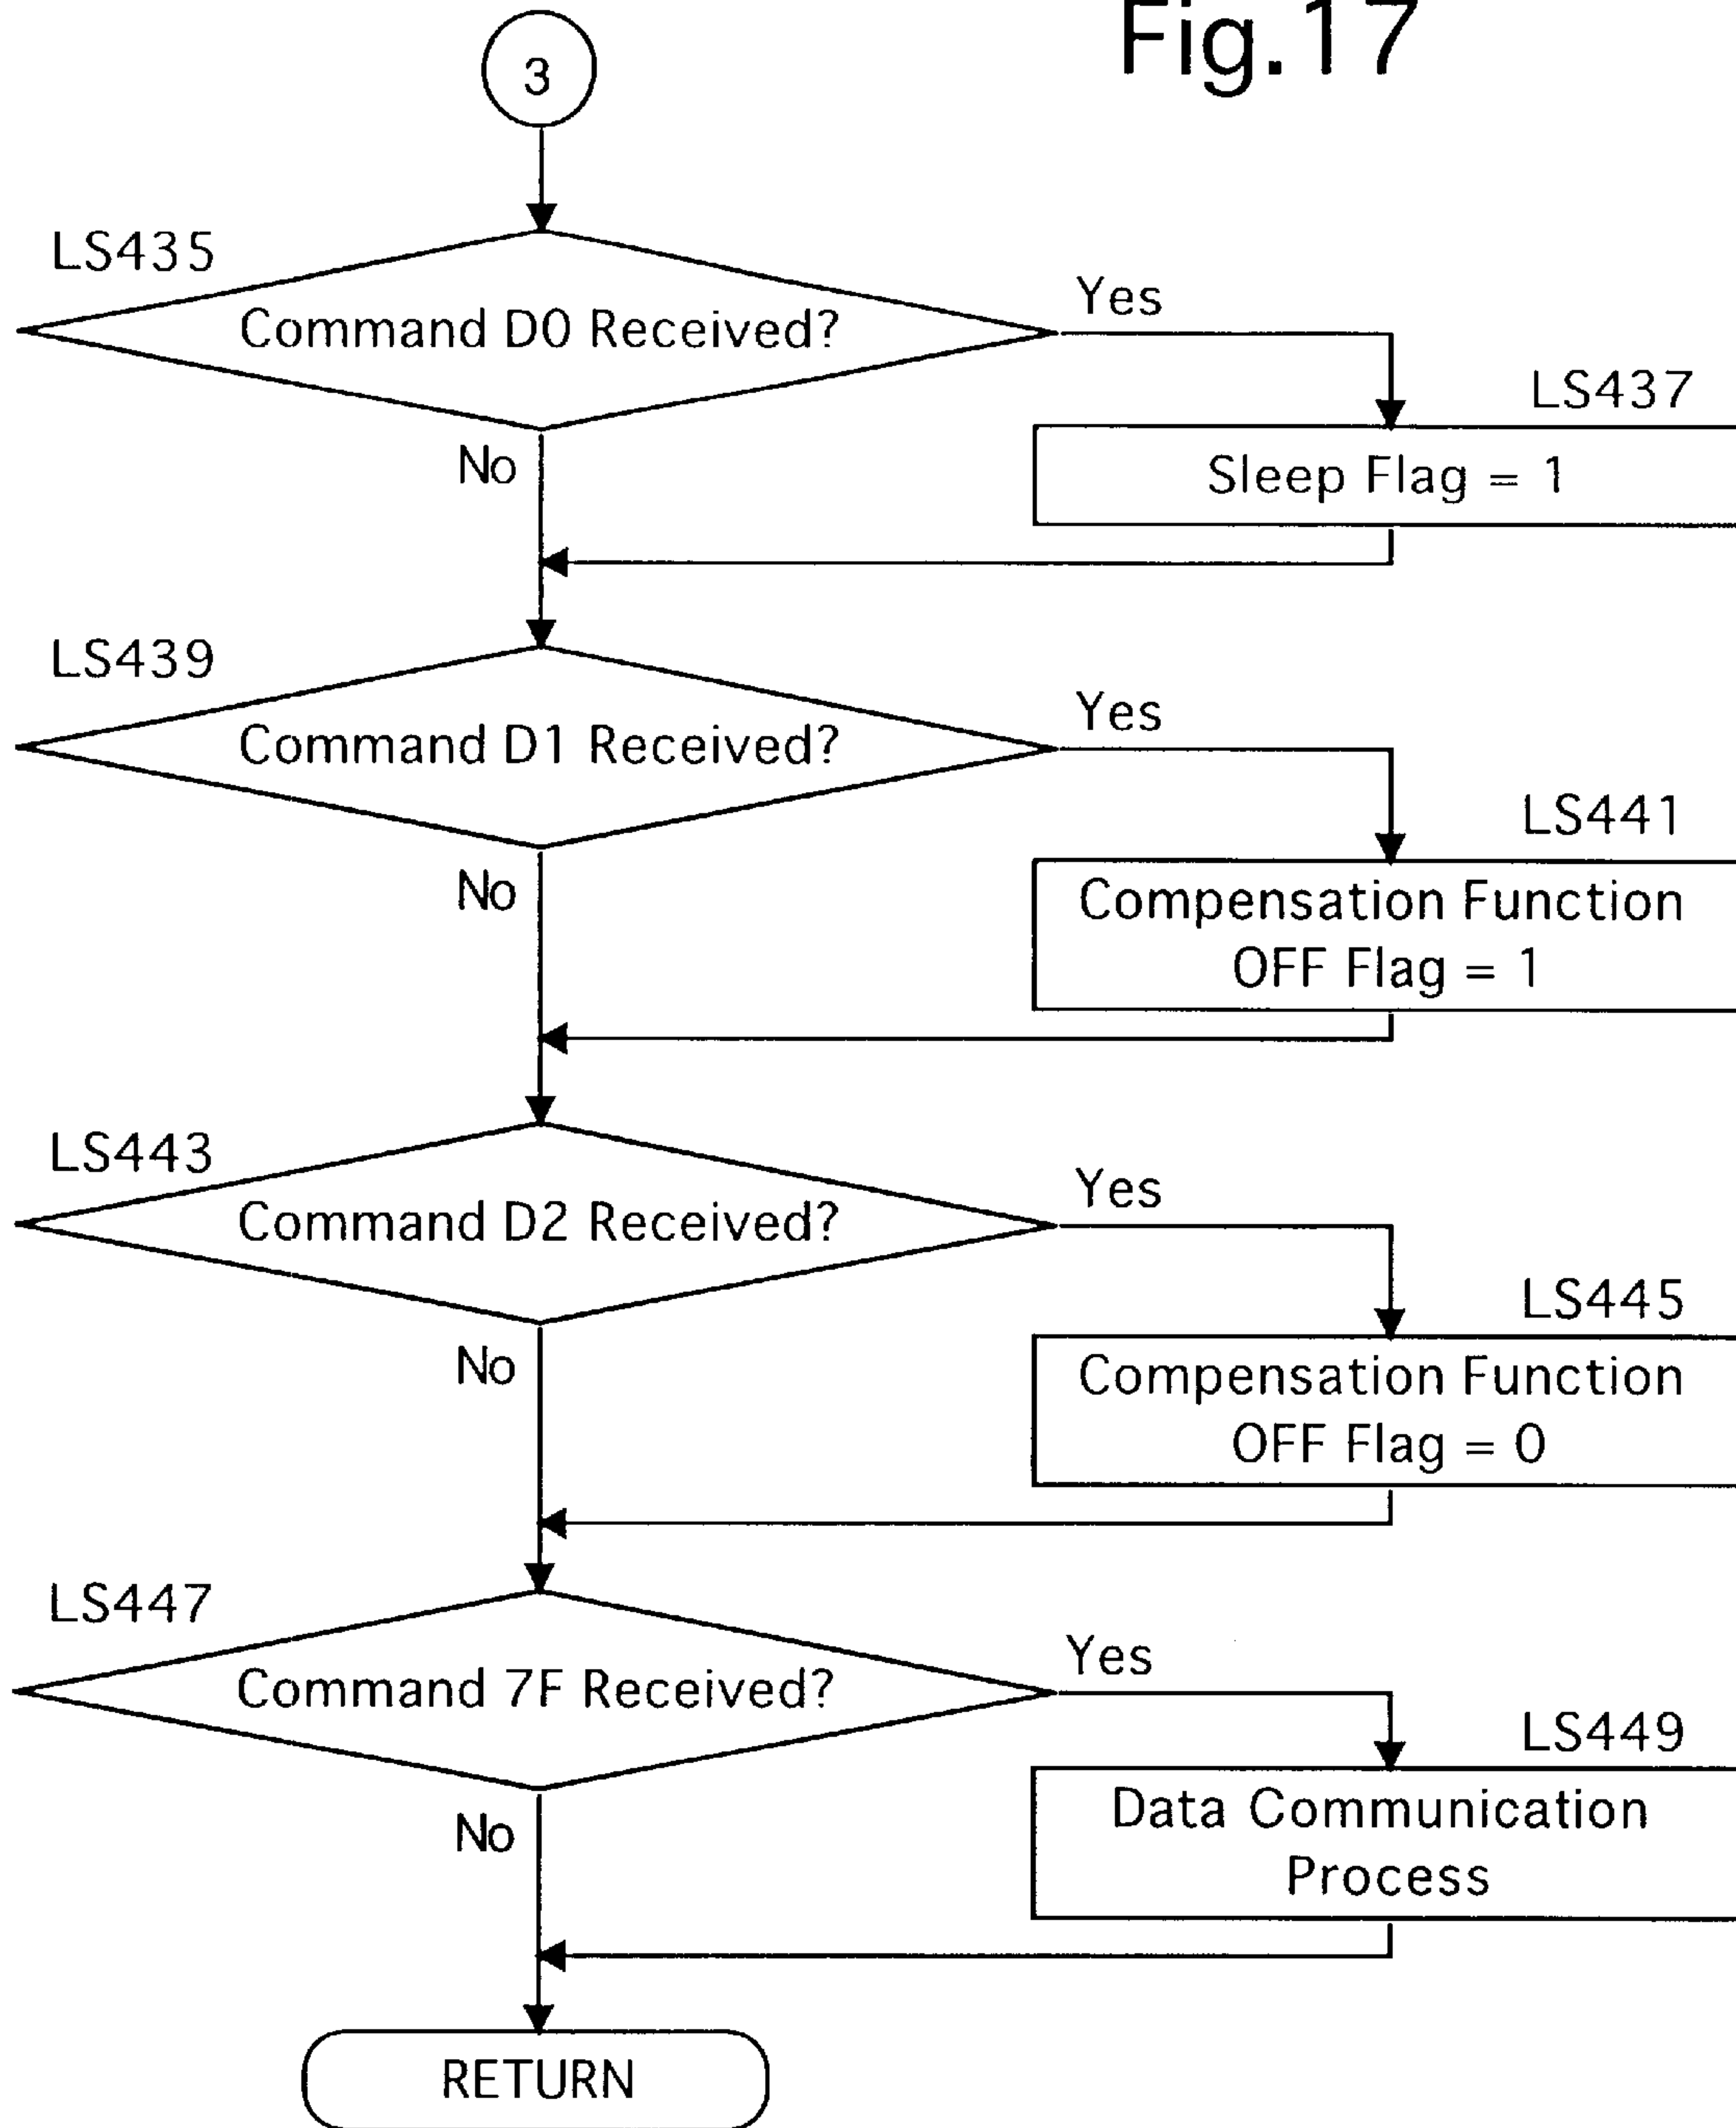 Fig.17
3
LS435
Command D0 Received?
Yes
LS437
Sleep Flag = 1
No
LS439
Command D1 Received?
Yes
LS441
Compensation Function
OFF Flag = 1
No
LS443
Command D2 Received?
Yes
LS445
Compensation Function
OFF Flag = 0
No
LS447
Command 7F Received?
Yes
LS449
Data Communication
Process
No
RETURN